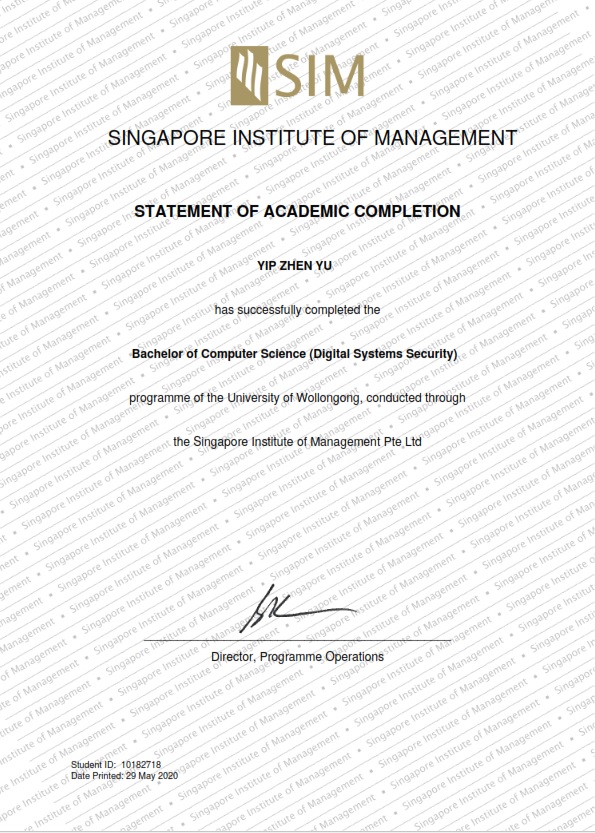 SIM
SINGAPORE INSTITUTE OF MANAGEMENT
STATEMENT OF ACADEMIC COMPLETION
YIP ZHEN YU
has successfully completed the
Bachelor of Computer Science (Digital Systems Security)
programme of the University of Wollongong, conducted through
the Singapore Institute of Management Pte Ltd
Director, Programme Operations
Student ID: 10182718
Date Printed: 29 May 2020